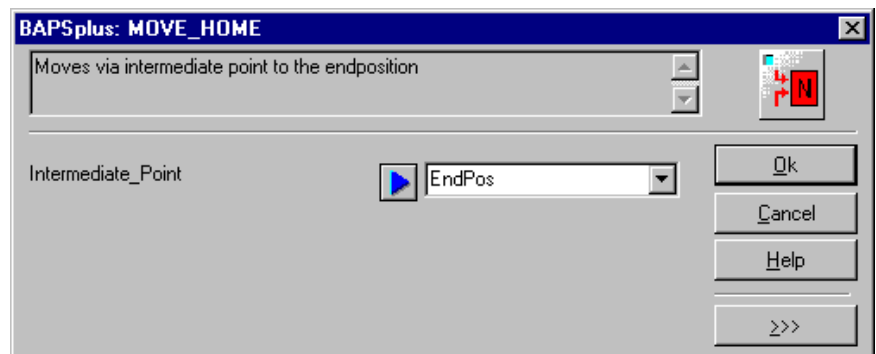 BAPSplus: MOVE_HOME
Moves via intermediate point to the endposition
N
Intermediate_Point
EndPos
Ok
Cancel
Help
>>>